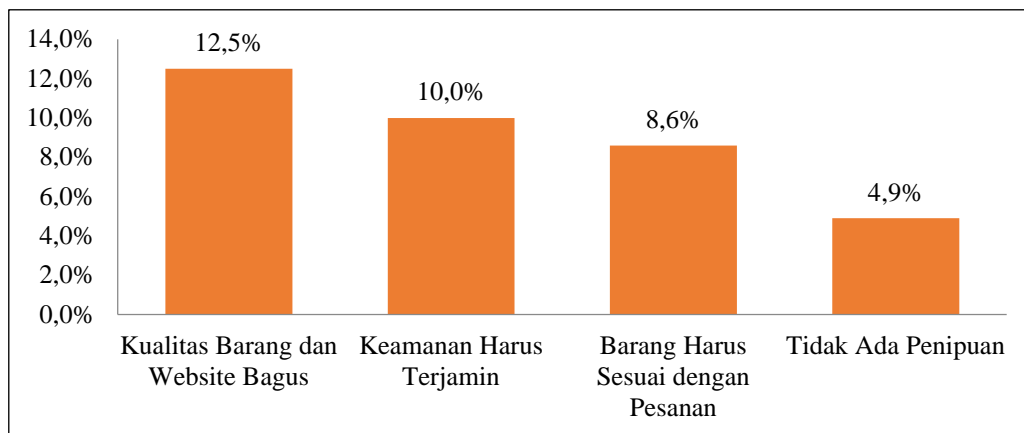 14,0%
12,0%
10,0%
8,0%
6,0%
4,0%
2,0%
0,0%
12,5%
10,0%
8,6%
4,9%
Kualitas Barang dan
Website Bagus
Keamanan Harus
Terjamin
Barang Harus
Sesuai dengan
Pesanan
Tidak Ada Penipuan